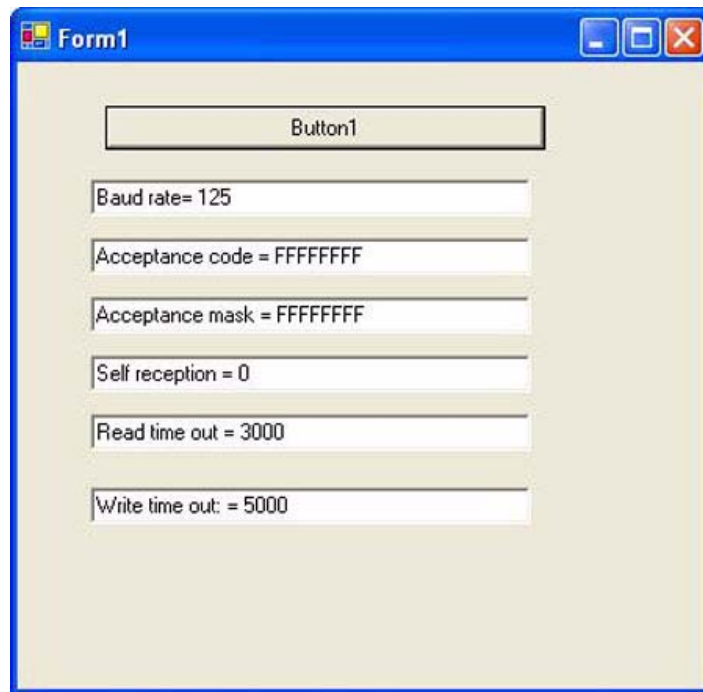 Form1
Button1
Baud rate= 125
Acceptance code = FFFFFFFF
Acceptance mask = FFFFFFFF
Self reception = 0
Read time out = 3000
Write time out: = 5000